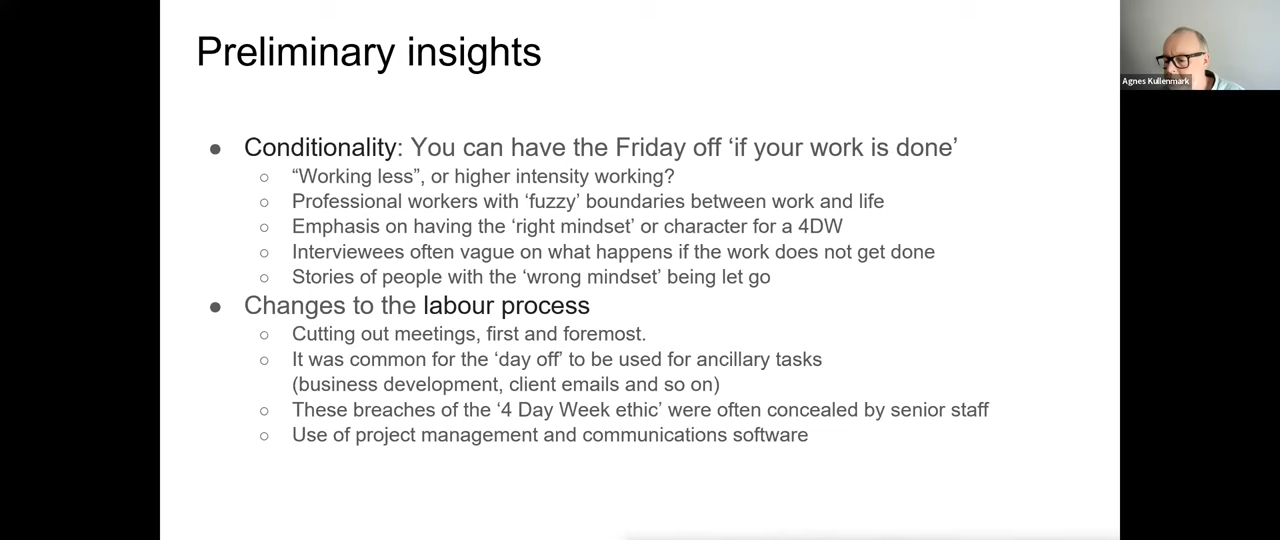 Preliminary insights
Agnes Kullenmark
● Conditionality: You can have the Friday off ‘if your work is done’
○ “Working less”, or higher intensity working?
○ Professional workers with ‘fuzzy’ boundaries between work and life
○ Emphasis on having the ‘right mindset’ or character for a 4DW
○ Interviewees often vague on what happens if the work does not get done
○ Stories of people with the ‘wrong mindset’ being let go
● Changes to the labour process
○ Cutting out meetings, first and foremost.
○ It was common for the ‘day off’ to be used for ancillary tasks
(business development, client emails and so on)
○ These breaches of the ‘4 Day Week ethic’ were often concealed by senior staff
○ Use of project management and communications software